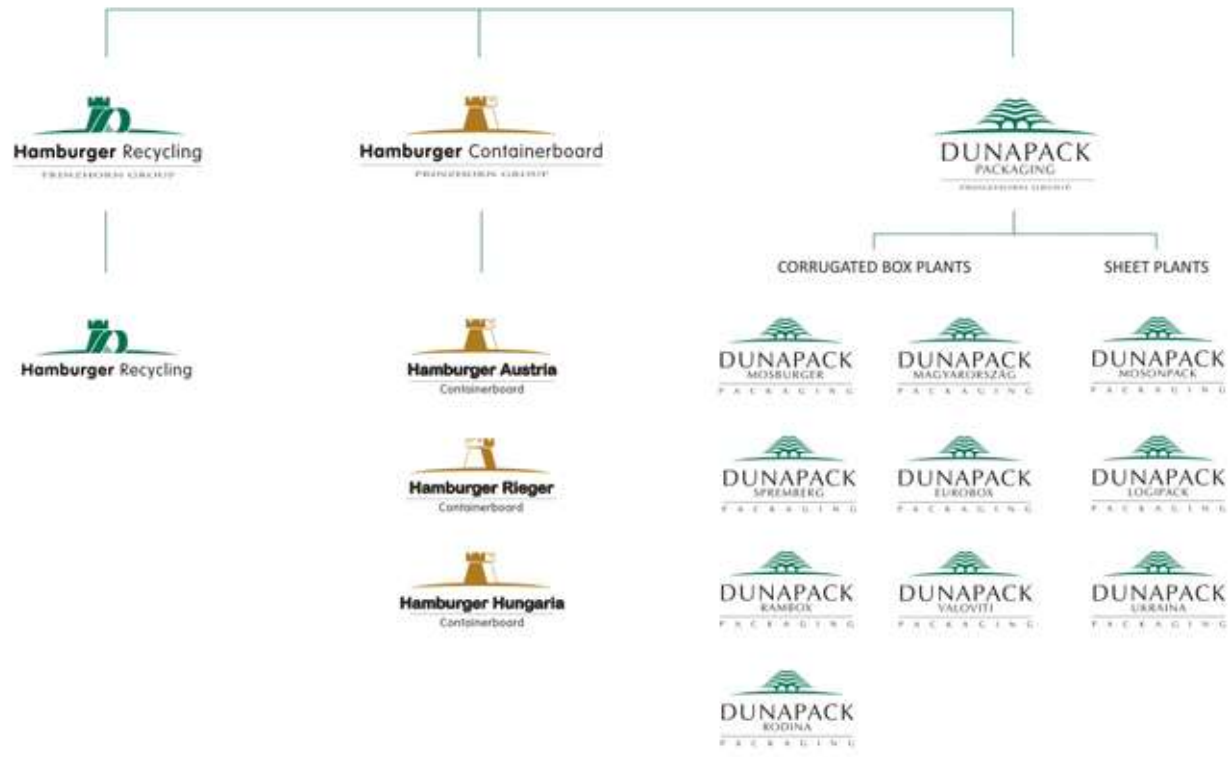 Hamburger Recycling
PRINZHORN GROUP
Hamburger Containerboard
PRINZHORN GROUP
DUNAPACK
PACKAGING
PRINZHORN GROUP
CORRUGATED BOX PLANTS
SHEET PLANTS
Hamburger Recycling
Hamburger Austria
Containerboard
Hamburger Rieger
Containerboard
Hamburger Hungaria
Containerboard
DUNAPACK
MOSBURGER
PACKAGING
DUNAPACK
MAGYARORSZÁG
PACKAGING
DUNAPACK
MOSONPACK
PACKAGING
DUNAPACK
SPREMBERG
PACKAGING
DUNAPACK
EUROBOX
PACKAGING
DUNAPACK
LOGIPACK
PACKAGING
DUNAPACK
RAMBOX
PACKAGING
DUNAPACK
VALOVITI
PACKAGING
DUNAPACK
UKRAINA
PACKAGING
DUNAPACK
RODINA
PACKAGING